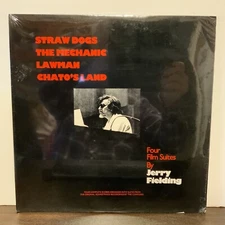 STRAW DOGS
THE MECHANIC
LAWMAN
CHATO'S LAND
Four
Film Suites
By
Jerry
Fielding